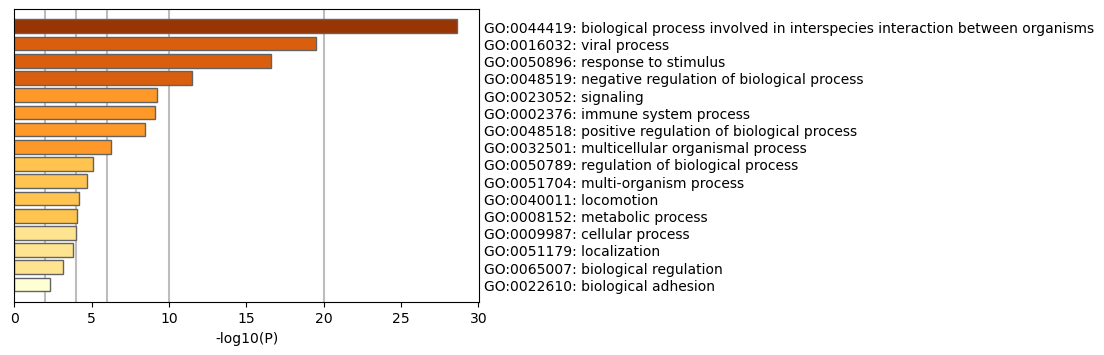 GO:0044419: biological process involved in interspecies interaction between organisms
GO:0016032: viral process
GO:0050896: response to stimulus
GO:0048519: negative regulation of biological process
GO:0023052: signaling
GO:0002376: immune system process
GO:0048518: positive regulation of biological process
GO:0032501: multicellular organismal process
GO:0050789: regulation of biological process
GO:0051704: multi-organism process
GO:0040011: locomotion
GO:0008152: metabolic process
GO:0009987: cellular process
GO:0051179: localization
GO:0065007: biological regulation
GO:0022610: biological adhesion
0 5 10 15 20 25 30
-log10(P)